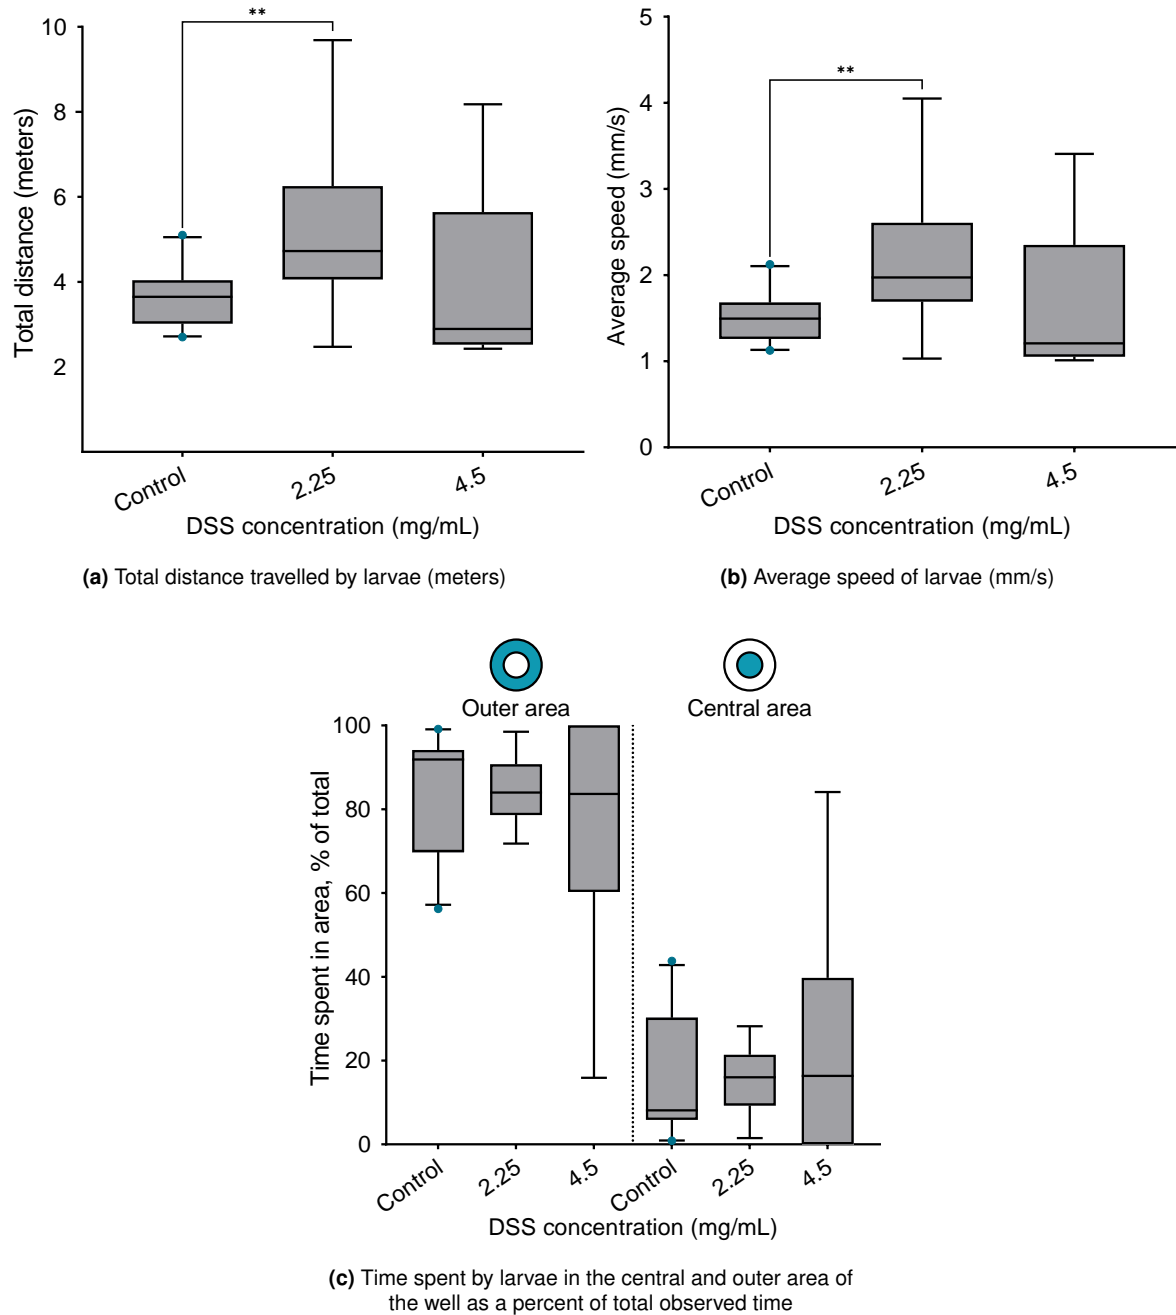 **
10
8
6
4
2
Total distance (meters)
Control
2.25
4.5
DSS concentration (mg/mL)
(a) Total distance travelled by larvae (meters)
**
5
4
3
2
1
0
Average speed (mm/s)
Control
2.25
4.5
DSS concentration (mg/mL)
(b) Average speed of larvae (mm/s)
Outer area
Central area
100
80
60
40
20
0
Time spent in area, % of total
Control
2.25
4.5
Control
2.25
4.5
DSS concentration (mg/mL)
(c) Time spent by larvae in the central and outer area of
the well as a percent of total observed time